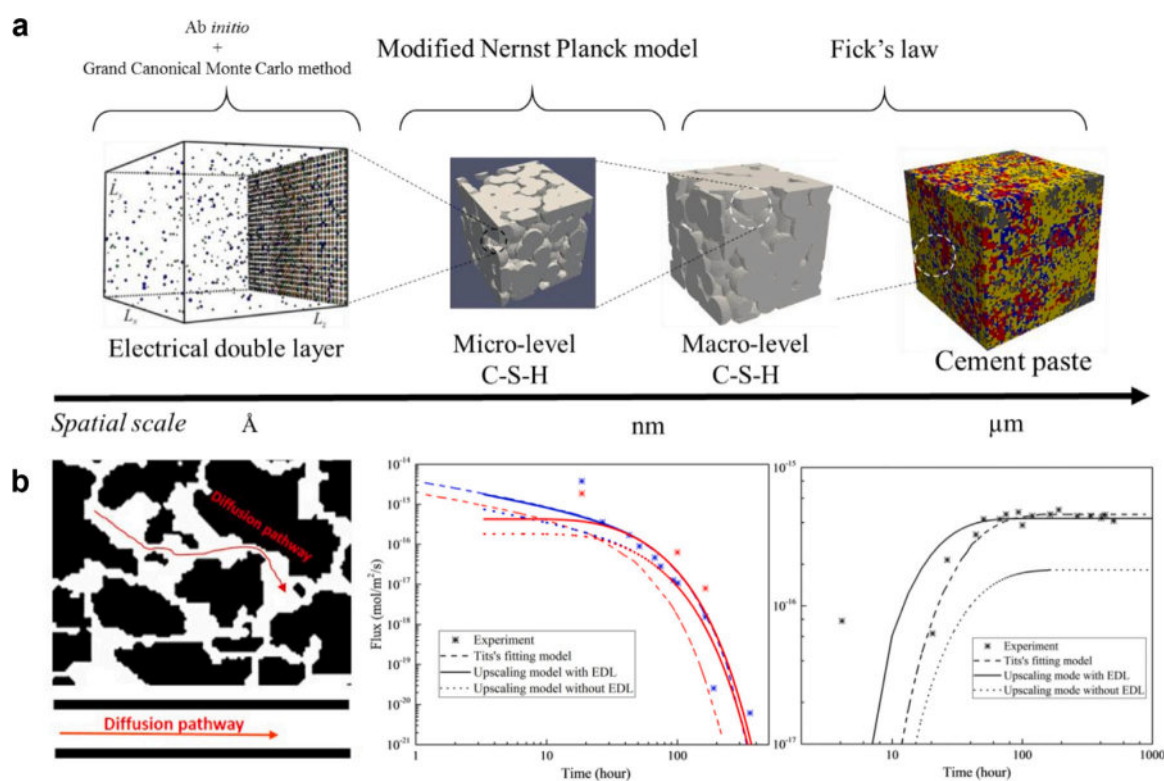 a
Ab initio
+
Grand Canonical Monte Carlo method
Modified Nernst Planck model
Fick's law
Electrical double layer
Micro-level
C-S-H
Macro-level
C-S-H
Cement paste
Spatial scale
Å
nm
µm
b
Diffusion pathway
Diffusion pathway
Flux (mol/m²/s)
10⁻¹⁴
10⁻¹⁵
10⁻¹⁶
10⁻¹⁷
10⁻¹⁸
10⁻¹⁹
10⁻²⁰
10⁻²¹
Experiment
Tits's fitting model
Upscaling model with EDL
Upscaling model without EDL
1
10
100
Time (hour)
10⁻¹⁵
10⁻¹⁶
10⁻¹⁷
Experiment
Tits's fitting model
Upscaling mode with EDL
Upscaling mode without EDL
10
100
1000
Time (hour)